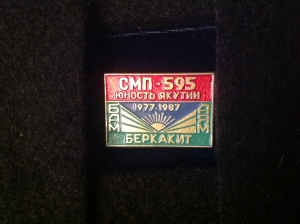 СМП - 595
ЮНОСТЬ ЯКУТИИ
1977-1987
БАМ БАМ
БЕРКАКИТ